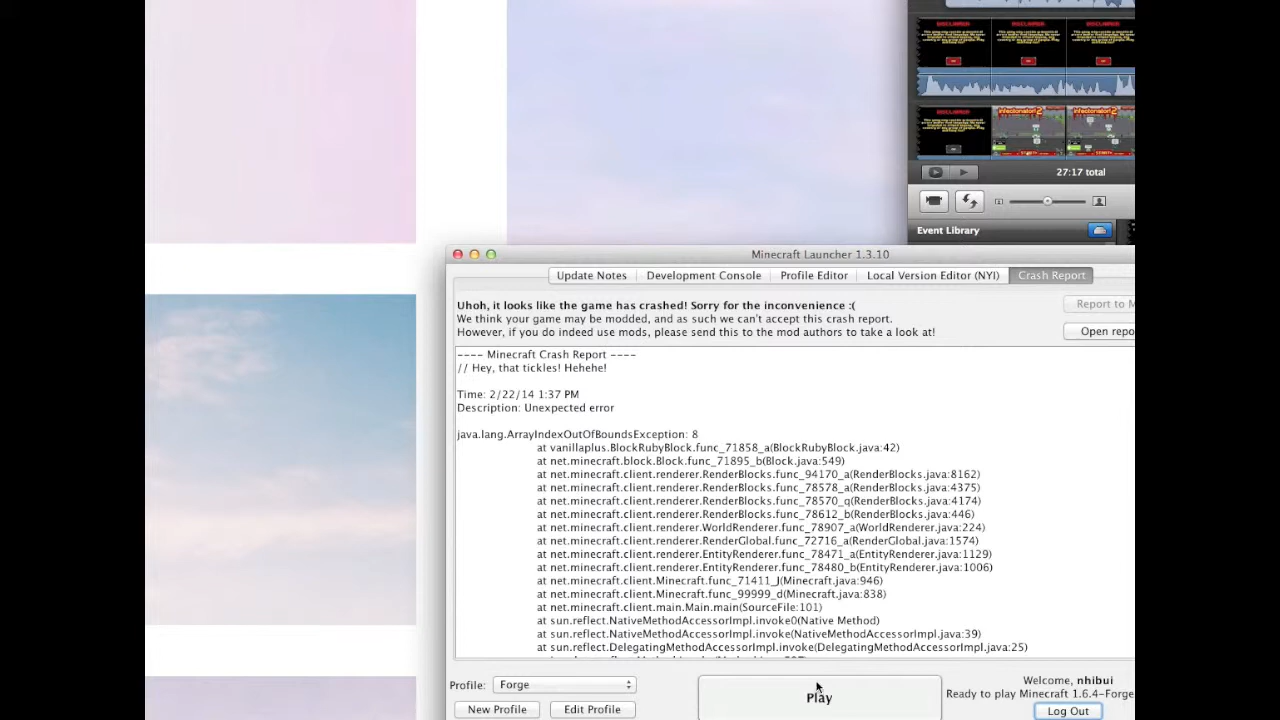 DISCLAIMER DISCLAIMER DISCLAIMER
DISCLAIMER
27:17 total
Event Library
Minecraft Launcher 1.3.10
Update Notes
Development Console
Profile Editor
Local Version Editor (NYI)
Crash Report
Uhoh, it looks like the game has crashed! Sorry for the inconvenience :(
We think your game may be modded, and as such we can't accept this crash report.
However, if you do indeed use mods, please send this to the mod authors to take a look at!
Report to M
Open repo
---- Minecraft Crash Report ----
// Hey, that tickles! Hehehe!
Time: 2/22/14 1:37 PM
Description: Unexpected error
java.lang.ArrayIndexOutOfBoundsException: 8
at vanillaplus.BlockRubyBlock.func_71858_a(BlockRubyBlock.java:42)
at net.minecraft.block.Block.func_71895_b(Block.java:549)
at net.minecraft.client.renderer.RenderBlocks.func_94170_a(RenderBlocks.java:8162)
at net.minecraft.client.renderer.RenderBlocks.func_78578_a(RenderBlocks.java:4375)
at net.minecraft.client.renderer.RenderBlocks.func_78570_a(RenderBlocks.java:4174)
at net.minecraft.client.renderer.RenderBlocks.func_78612_b(RenderBlocks.java:446)
at net.minecraft.client.renderer.WorldRenderer.func_78907_a(WorldRenderer.java:224)
at net.minecraft.client.renderer.RenderGlobal.func_72716_a(RenderGlobal.java:1574)
at net.minecraft.client.renderer.EntityRenderer.func_78471_a(EntityRenderer.java:1129)
at net.minecraft.client.renderer.EntityRenderer.func_78480_b(EntityRenderer.java:1006)
at net.minecraft.client.Minecraft.func_71411_J(Minecraft.java:946)
at net.minecraft.client.Minecraft.func_99999_d(Minecraft.java:838)
at net.minecraft.client.main.Main.main(SourceFile:101)
at sun.reflect.NativeMethodAccessorImpl.invoke0(Native Method)
at sun.reflect.NativeMethodAccessorImpl.invoke(NativeMethodAccessorImpl.java:39)
at sun.reflect.DelegatingMethodAccessorImpl.invoke(DelegatingMethodAccessorImpl.java:25)
Profile:
Forge
New Profile
Edit Profile
Play
Welcome, nhibui
Ready to play Minecraft 1.6.4-Forge
Log Out